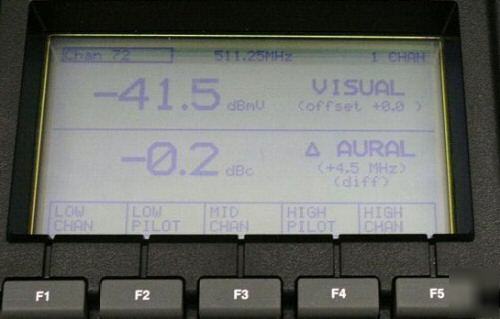 Chan 72 511.25MHz 1 CHAN
-41.5 dBmV VISUAL
(offset +0.0 )
-0.2 dBc Δ AURAL
(+4.5 MHz)
(diff)
LOW CHAN LOW PILOT MID CHAN HIGH PILOT HIGH CHAN
F1 F2 F3 F4 F5